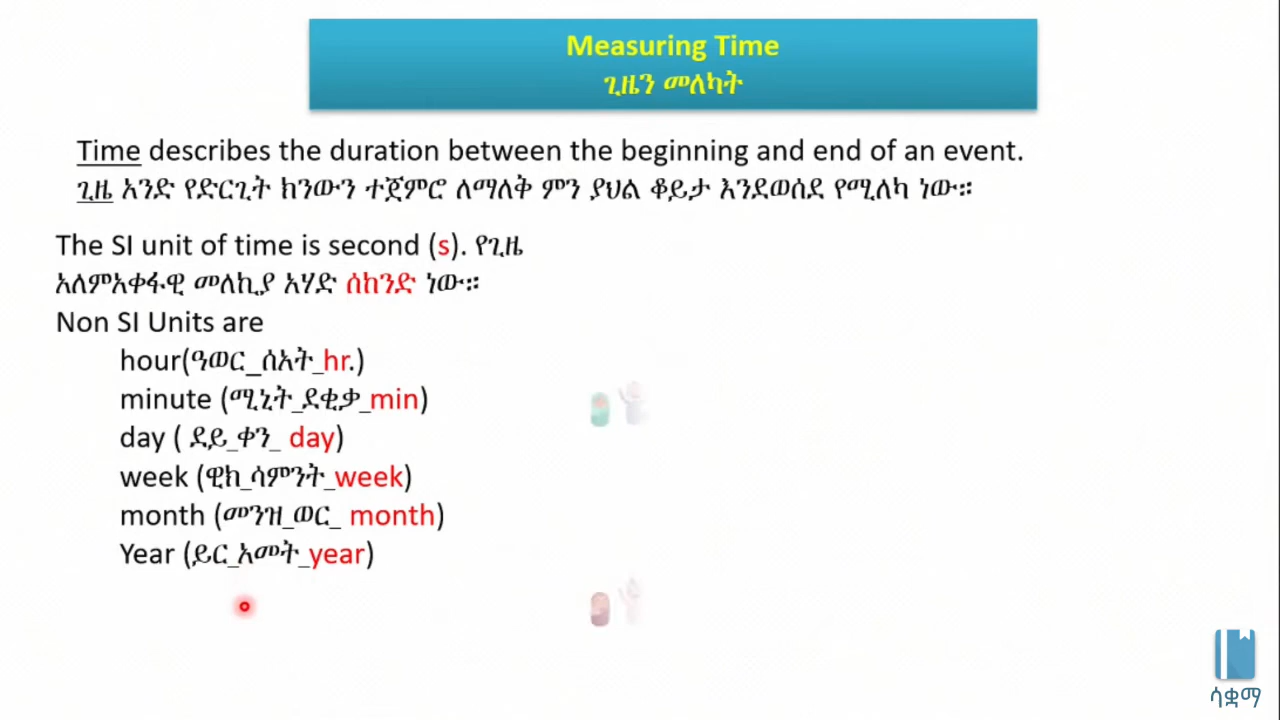 Measuring Time
ጊዜን መለካት
Time describes the duration between the beginning and end of an event.
ጊዜ አንድ የድርጊት ክንውን ተጀምሮ ለማለቅ ምን ያህል ቆይታ እንደወሰደ የሚለካ ነው።
The SI unit of time is second (s). የጊዜ
አለምአቀፋዊ መለኪያ አሃድ ሰከንድ ነው።
Non SI Units are
hour(ዓወር_ሰአት_hr.)
minute (ሚኒት_ደቂቃ_min)
day ( ደይ_ቀን_ day)
week (ዊክ_ሳምንት_week)
month (መንዝ_ወር_ month)
Year (ይር_አመት_year)
ሳቋማ